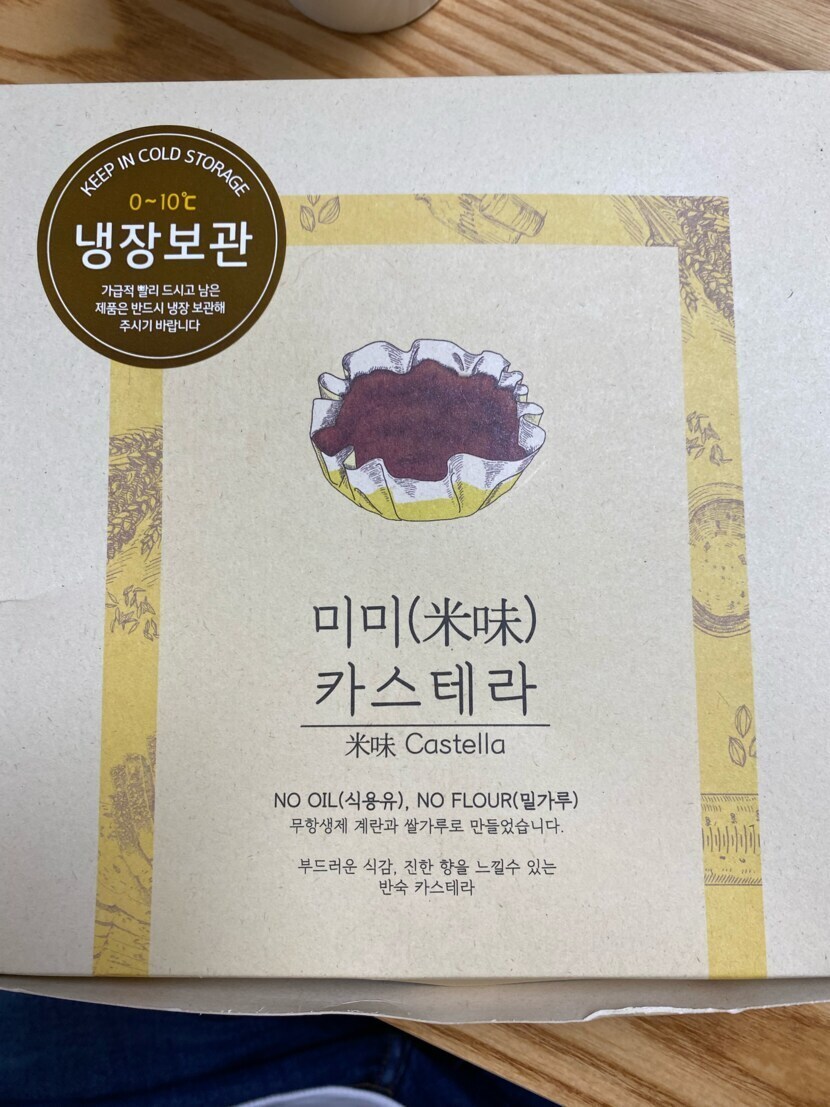 KEEP IN COLD STORAGE
0~10℃
냉장보관
가급적 빨리 드시고 남은
제품은 반드시 냉장 보관해
주시기 바랍니다
미미(米味)
카스테라
米味 Castella
NO OIL(식용유), NO FLOUR(밀가루)
무항생제 계란과 쌀가루로 만들었습니다.
부드러운 식감, 진한 향을 느낄수 있는
반숙 카스테라